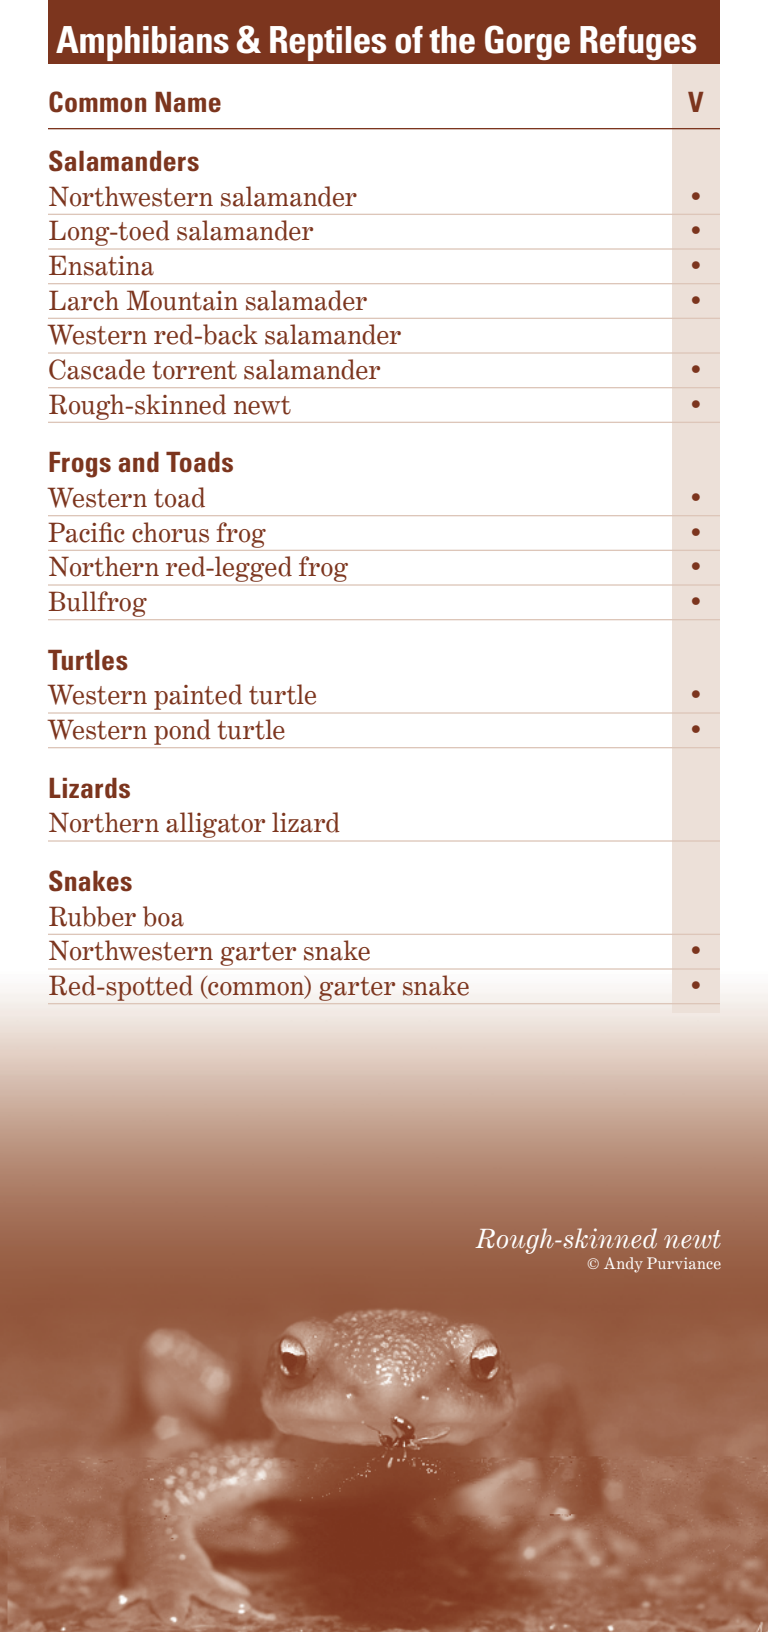 Amphibians & Reptiles of the Gorge Refuges
Common Name V
Salamanders
Northwestern salamander •
Long-toed salamander •
Ensatina •
Larch Mountain salamader •
Western red-back salamander
Cascade torrent salamander •
Rough-skinned newt •
Frogs and Toads
Western toad •
Pacific chorus frog •
Northern red-legged frog •
Bullfrog •
Turtles
Western painted turtle •
Western pond turtle •
Lizards
Northern alligator lizard
Snakes
Rubber boa
Northwestern garter snake •
Red-spotted (common) garter snake •
Rough-skinned newt
© Andy Purviance